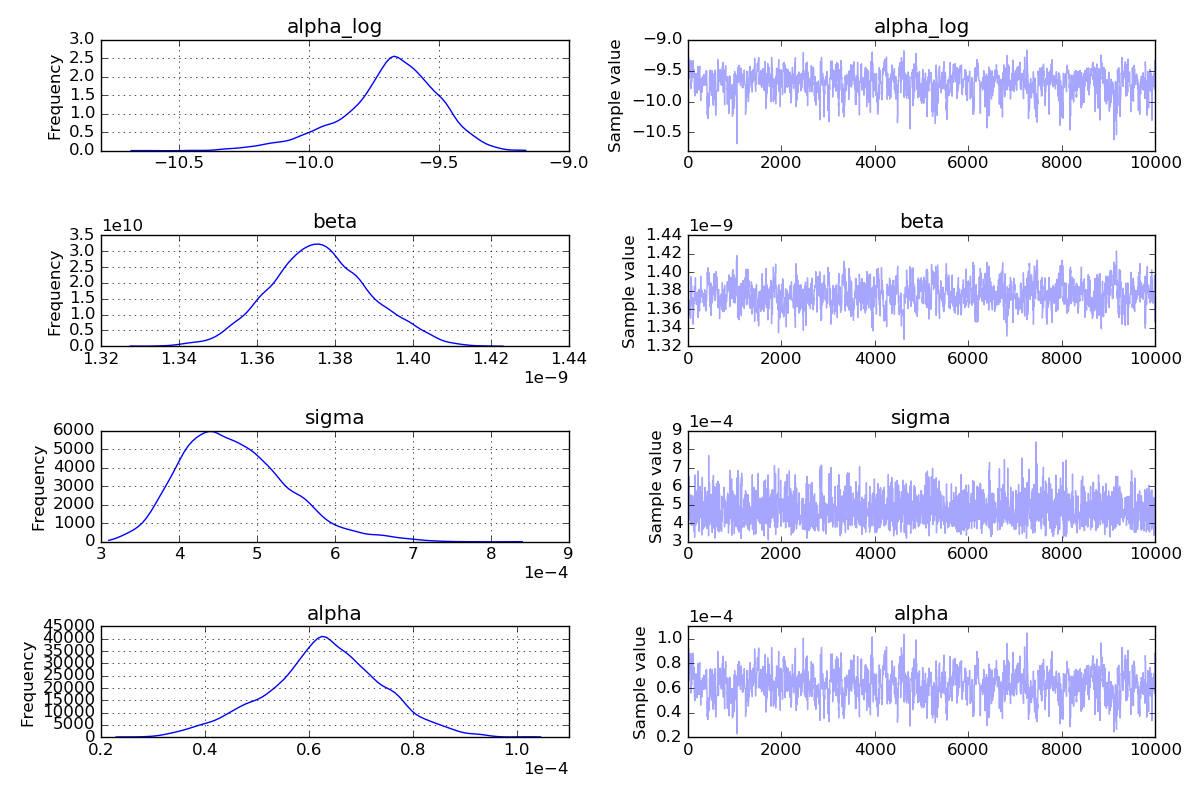 alpha_log
3.0
2.5
2.0
1.5
1.0
0.5
0.0
Frequency
−10.5 −10.0 −9.5 −9.0
alpha_log
−9.0
−9.5
−10.0
−10.5
Sample value
0 2000 4000 6000 8000 10000
beta
1e10
3.5
3.0
2.5
2.0
1.5
1.0
0.5
0.0
Frequency
1.32 1.34 1.36 1.38 1.40 1.42 1.44
1e−9
beta
1e−9
1.44
1.42
1.40
1.38
1.36
1.34
1.32
Sample value
0 2000 4000 6000 8000 10000
sigma
6000
5000
4000
3000
2000
1000
0
Frequency
3 4 5 6 7 8 9
1e−4
sigma
1e−4
9
8
7
6
5
4
3
Sample value
0 2000 4000 6000 8000 10000
alpha
45000
40000
35000
30000
25000
20000
15000
10000
5000
0
Frequency
0.2 0.4 0.6 0.8 1.0
1e−4
alpha
1e−4
1.0
0.8
0.6
0.4
0.2
Sample value
0 2000 4000 6000 8000 10000